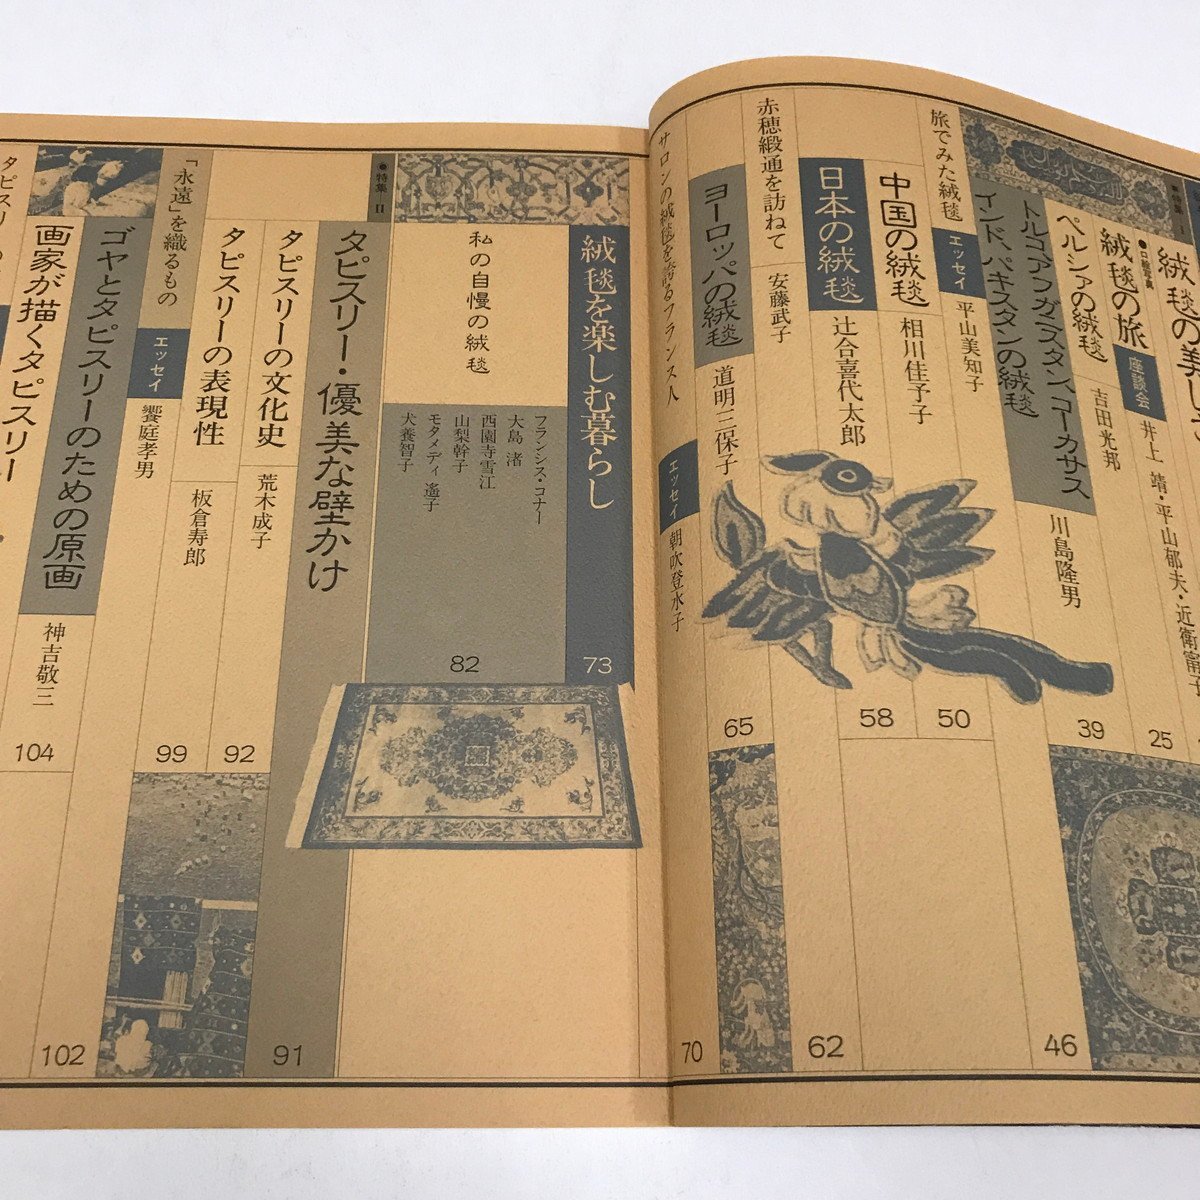 特集 I
絨毯の美し
絨毯の旅
座談会
井上 靖・平山郁夫・近衛甯子
25
ペルシァの絨毯
吉田光邦
39
トルコ、アフガニスタン、コーカサス
インド、パキスタンの絨毯
川島隆男
46
旅でみた絨毯
エッセイ
平山美知子
50
中国の絨毯
相川佳予子
58
日本の絨毯
辻合喜代太郎
62
赤穂緞通を訪ねて
安藤武子
65
ヨーロッパの絨毯
道明三保子
サロンの絨毯を誇るフランス人
エッセイ
朝吹登水子
70
絨毯を楽しむ暮らし
73
私の自慢の絨毯
フランシス・コナー
大島 渚
西園寺雪江
山梨幹子
モタメディ 遙子
犬養智子
82
特集 II
タピスリー・優美な壁かけ
91
タピスリーの文化史
荒木成子
92
タピスリーの表現性
板倉寿郎
99
「永遠」を織るもの
エッセイ
饗庭孝男
102
ゴヤとタピスリーのための原画
神吉敬三
104
画家が描くタピスリー
タピスリ